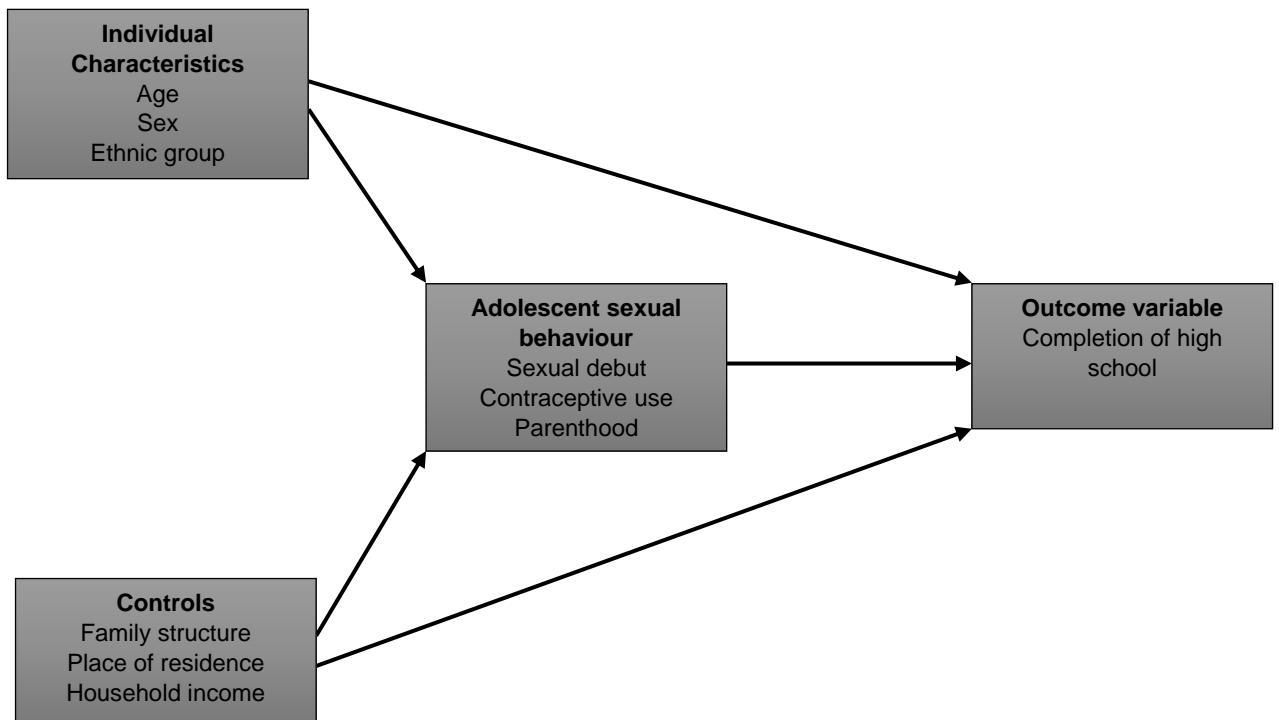 Individual
Characteristics
Age
Sex
Ethnic group
Adolescent sexual
behaviour
Sexual debut
Contraceptive use
Parenthood
Outcome variable
Completion of high
school
Controls
Family structure
Place of residence
Household income